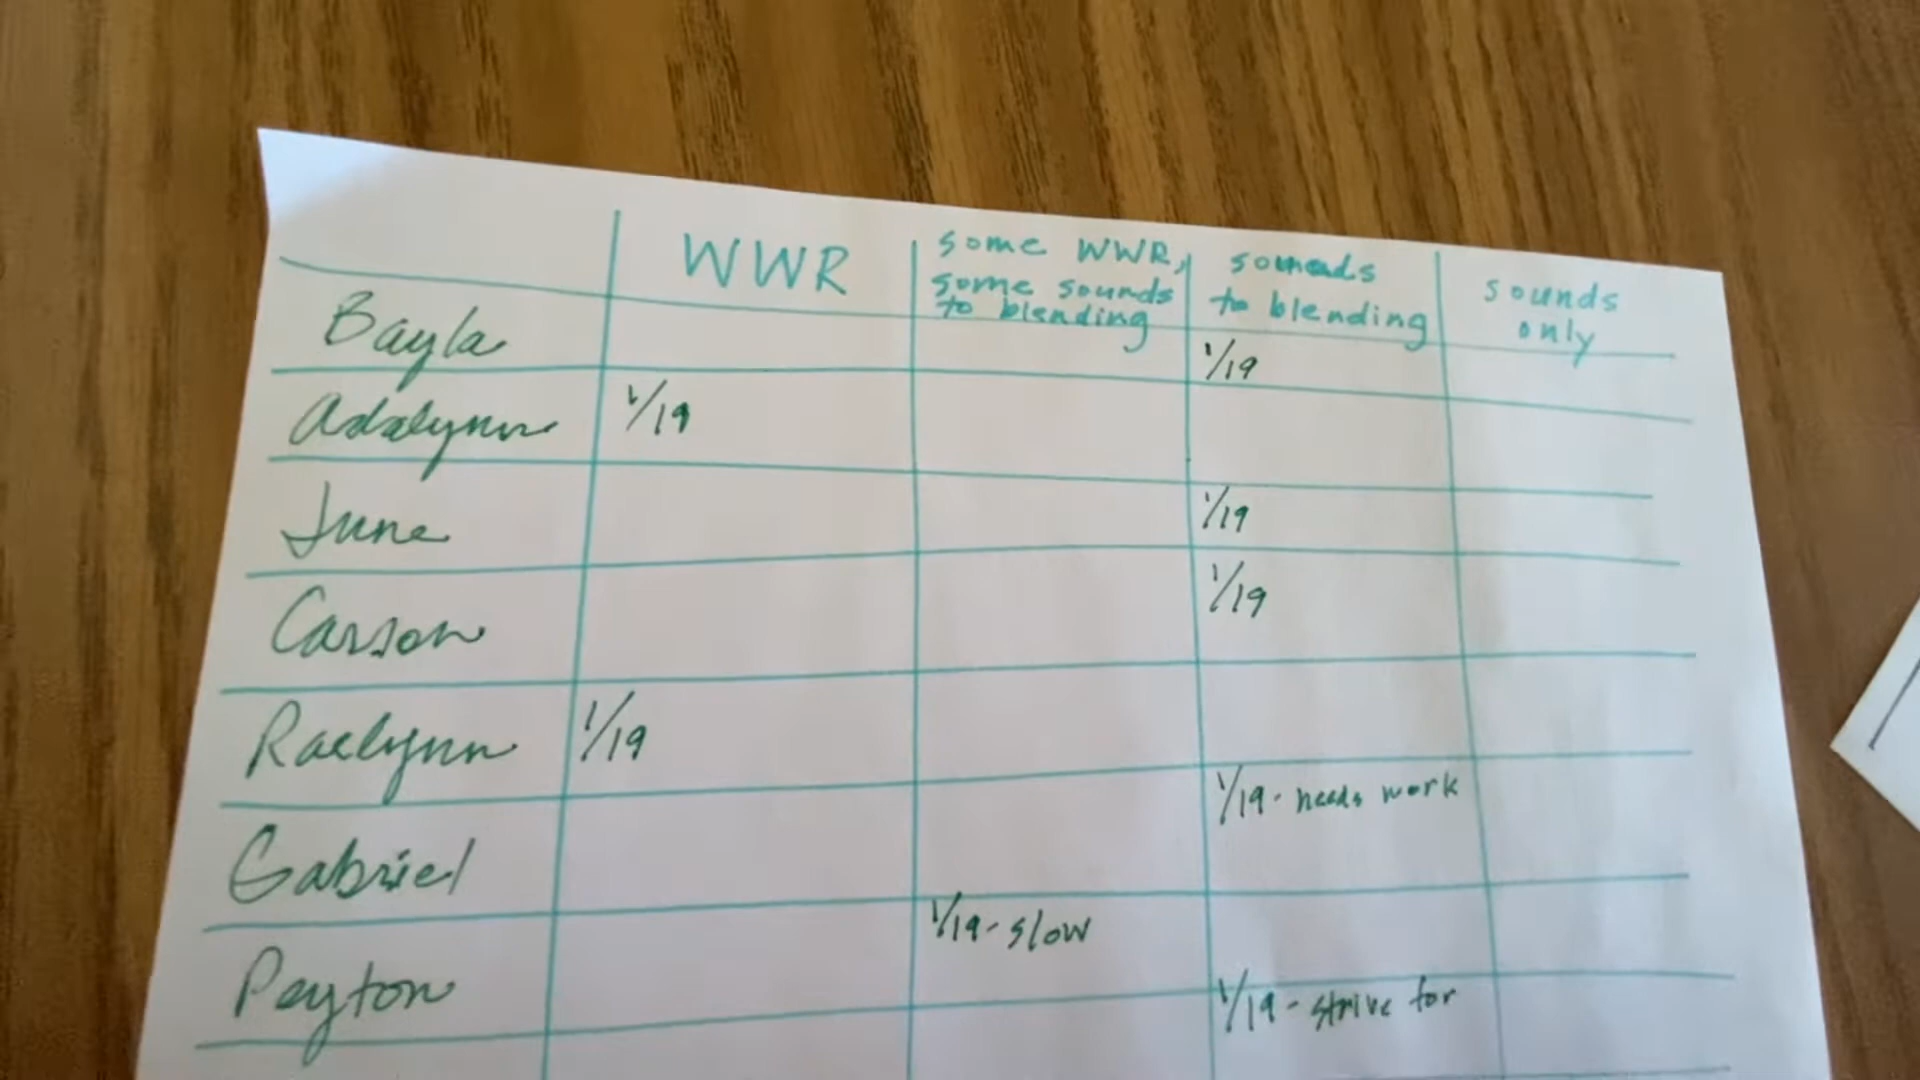 WWR
some WWR,
some sounds
to blending
sounds
to blending
sounds
only
Bayla 1/19
Adalynn 1/19
June 1/19
Carson 1/19
Raelynn 1/19
Gabriel 1/19- needs work
Peyton 1/19- slow
1/19 - strive for